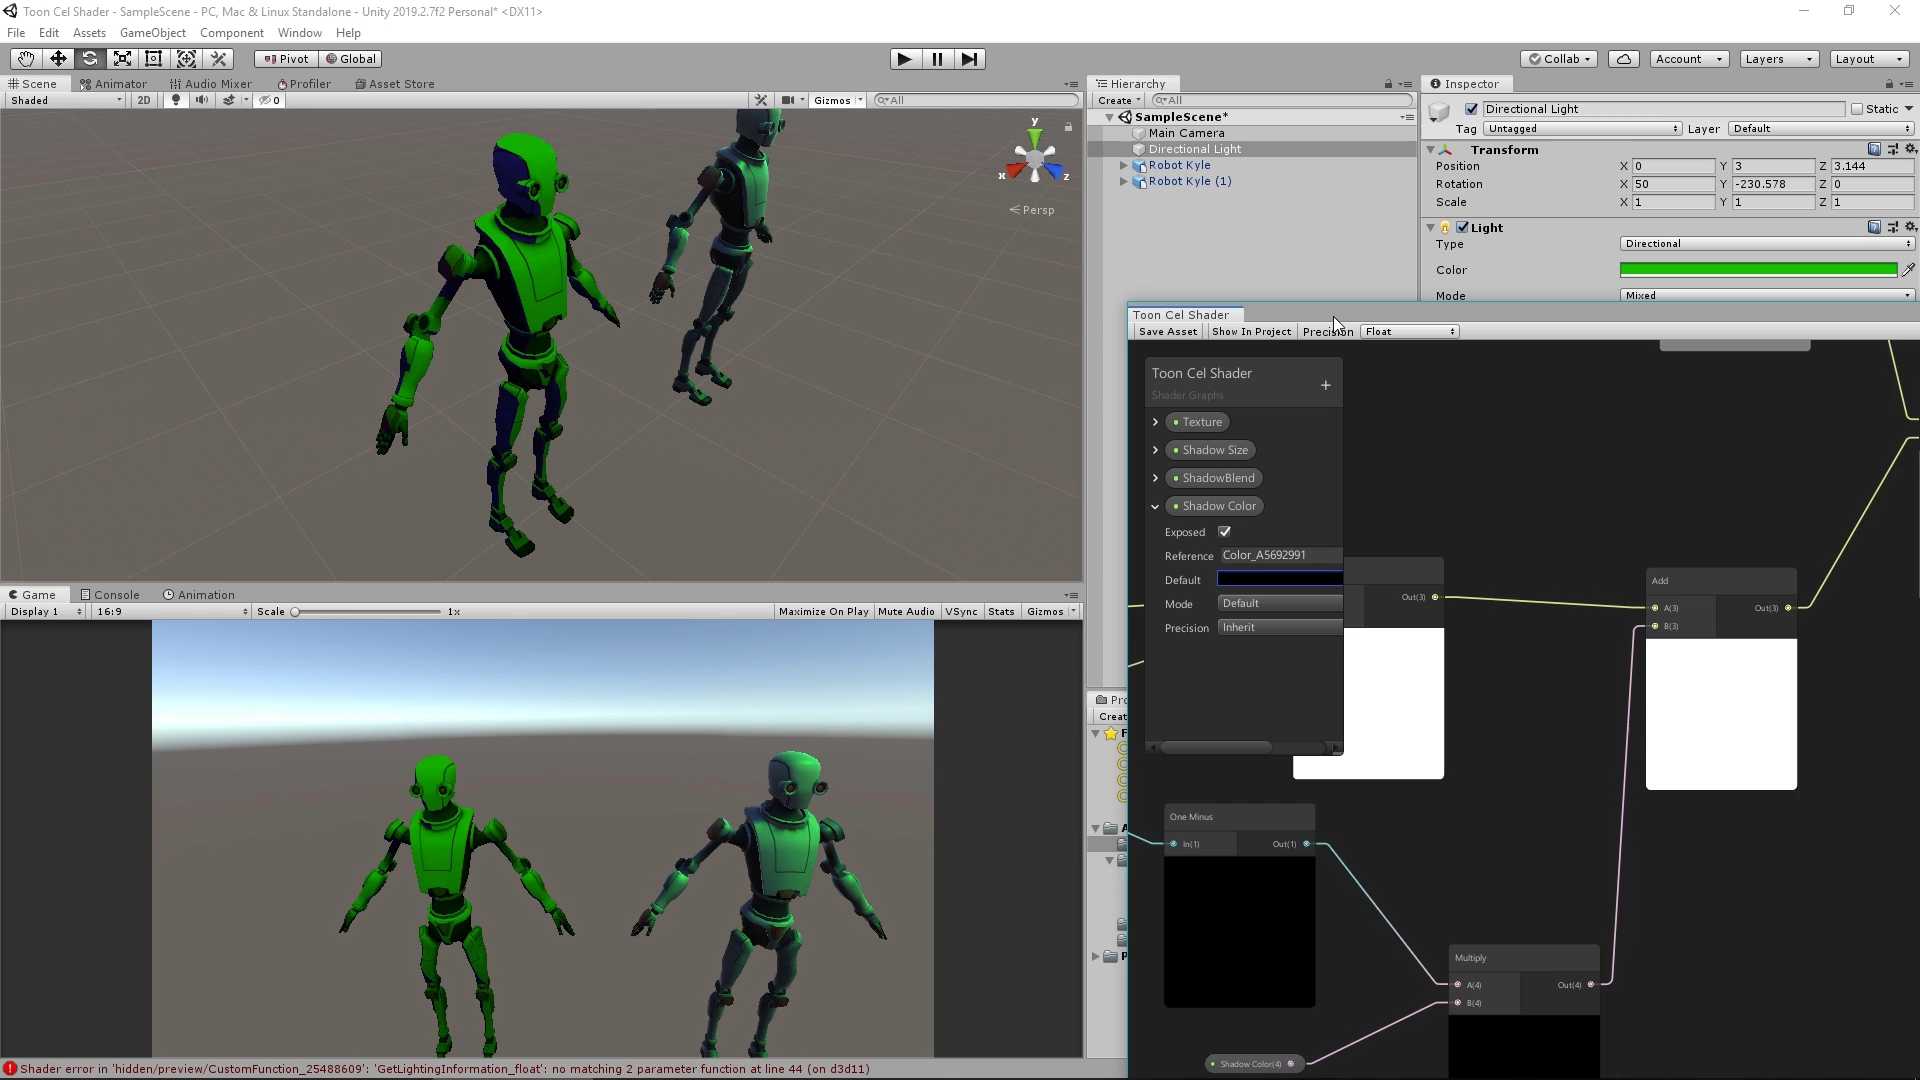 Toon Cel Shader - SampleScene - PC, Mac & Linux Standalone - Unity 2019.2.7f2 Personal* <DX11>
File Edit Assets GameObject Component Window Help
Pivot Global Collab Account Layers Layout
Scene Animator Audio Mixer Profiler Asset Store
Shaded 2D 0 Gizmos All
y
x z
Persp
Hierarchy
Create All
SampleScene*
Main Camera
Directional Light
Robot Kyle
Robot Kyle (1)
Inspector
Directional Light Static
Tag Untagged Layer Default
Transform
Position X 0 Y 3 Z 3.144
Rotation X 50 Y -230.578 Z 0
Scale X 1 Y 1 Z 1
Light
Type Directional
Color
Mode Mixed
Toon Cel Shader
Save Asset Show In Project Precision Float
Toon Cel Shader
Shader Graphs
Texture
Shadow Size
ShadowBlend
Shadow Color
Exposed
Reference Color_A5692991
Default
Mode Default
Precision Inherit
Out(3)
Add
A(3) Out(3)
B(3)
One Minus
In(1) Out(1)
Multiply
A(4) Out(4)
B(4)
Shadow Color(4)
Game Console Animation
Display 1 16:9 Scale 1x Maximize On Play Mute Audio VSync Stats Gizmos
Shader error in 'hidden/preview/CustomFunction_25488609': 'GetLightingInformation_float': no matching 2 parameter function at line 44 (on d3d11)